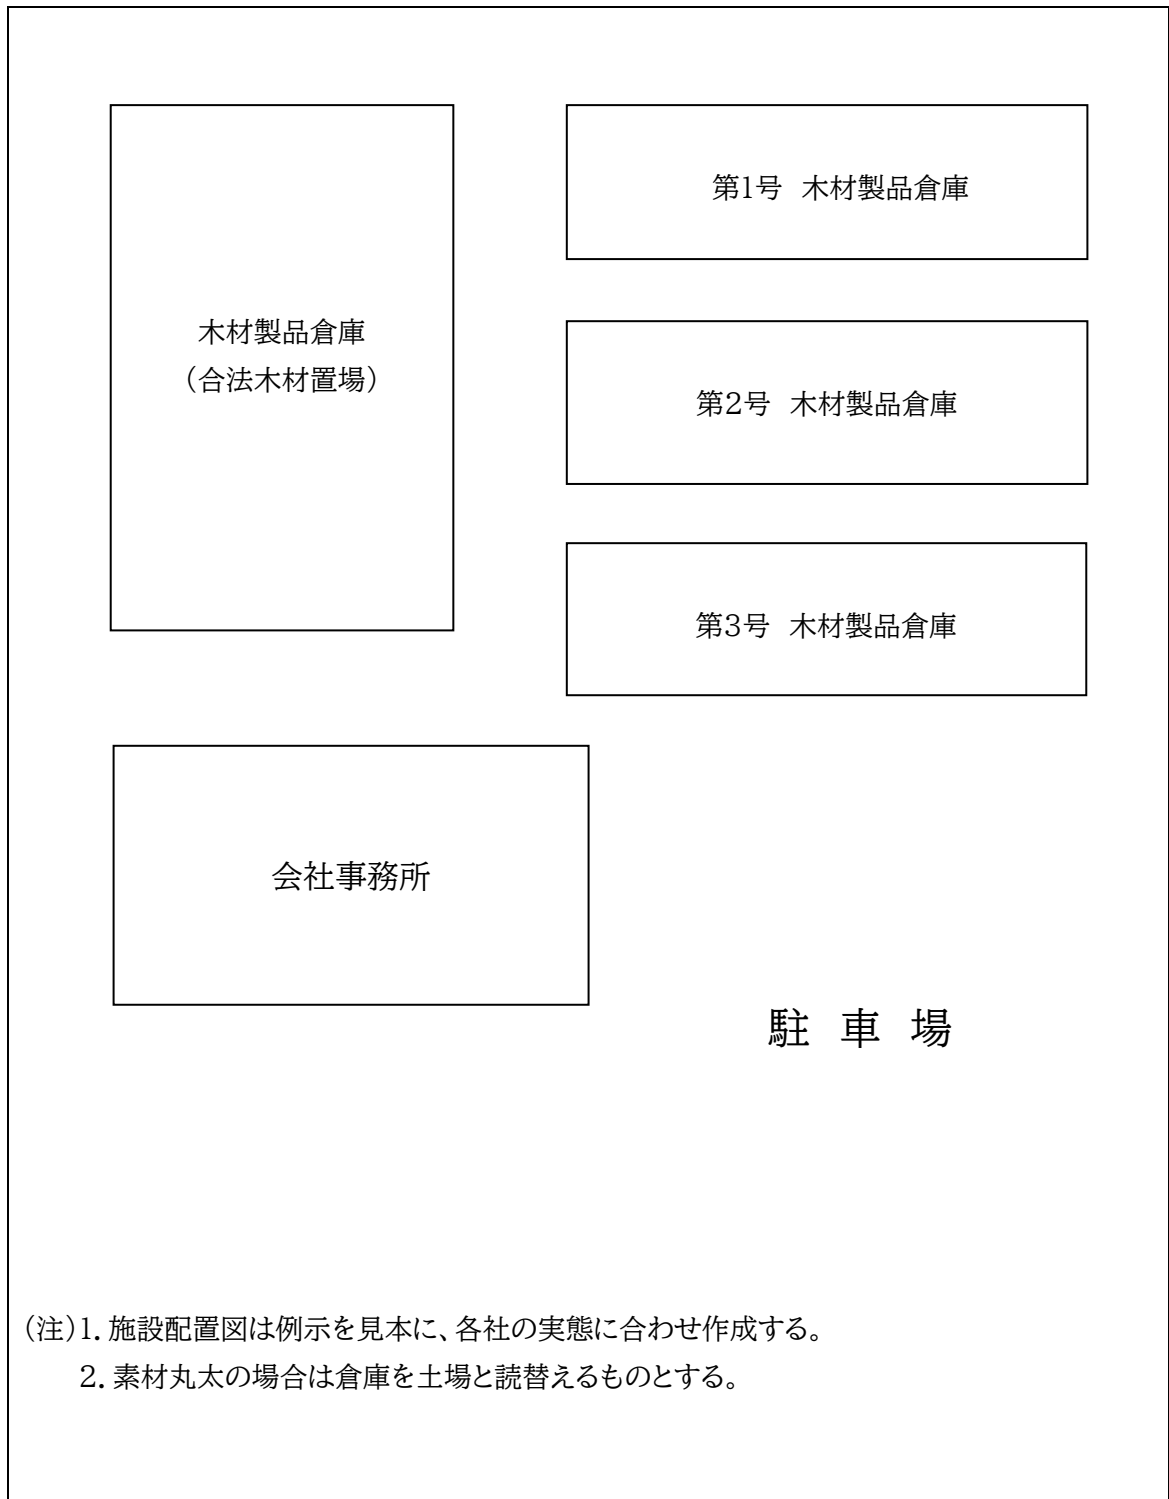 木材製品倉庫
（合法木材置場）
第1号 木材製品倉庫
第2号 木材製品倉庫
第3号 木材製品倉庫
会社事務所
駐 車 場
（注）1．施設配置図は例示を見本に、各社の実態に合わせ作成する。
2．素材丸太の場合は倉庫を土場と読替えるものとする。